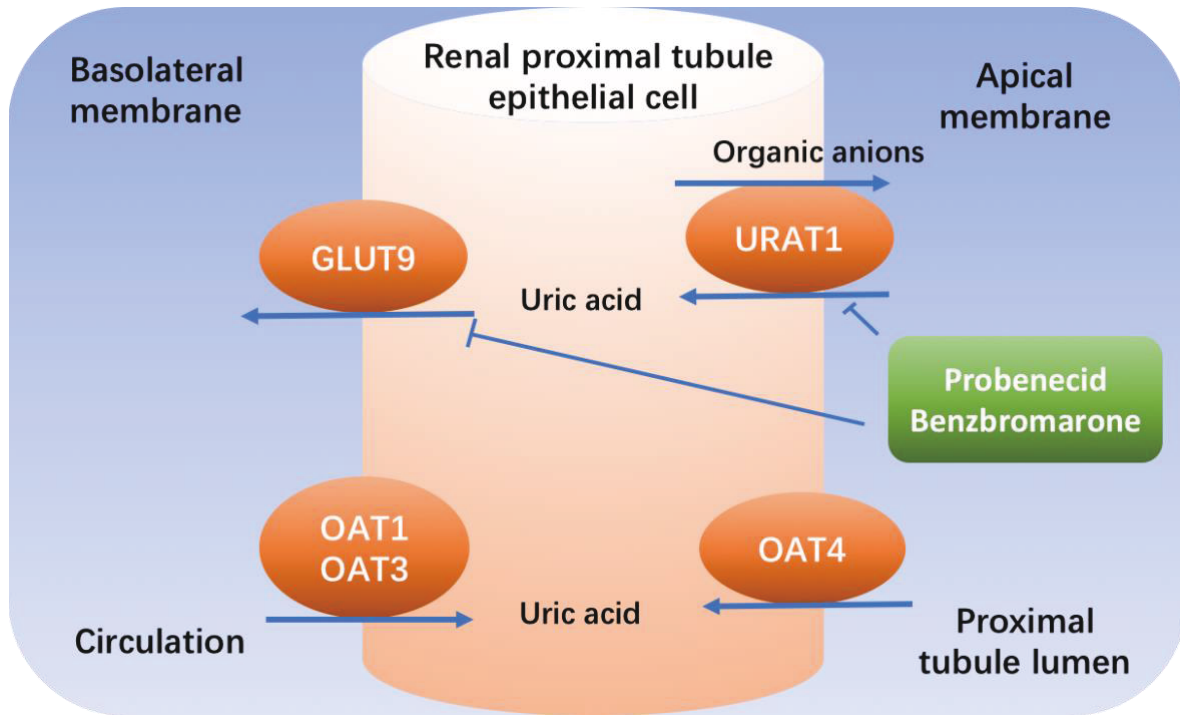 Basolateral
membrane
Renal proximal tubule
epithelial cell
Apical
membrane
Organic anions
GLUT9
URAT1
Uric acid
Probenecid
Benzbromarone
OAT1
OAT3
OAT4
Uric acid
Circulation
Proximal
tubule lumen